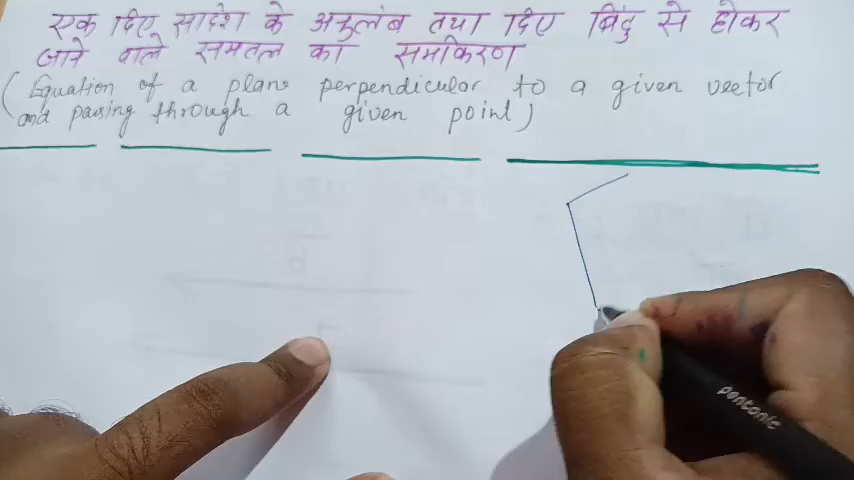 एक दिए सादिश के अनुलंब तथा दिए बिंदु से होकर
जाने वाले समतल का समीकरण
(Equation of a plane perpendicular to a given vector
and passing through a given point)
pentonic